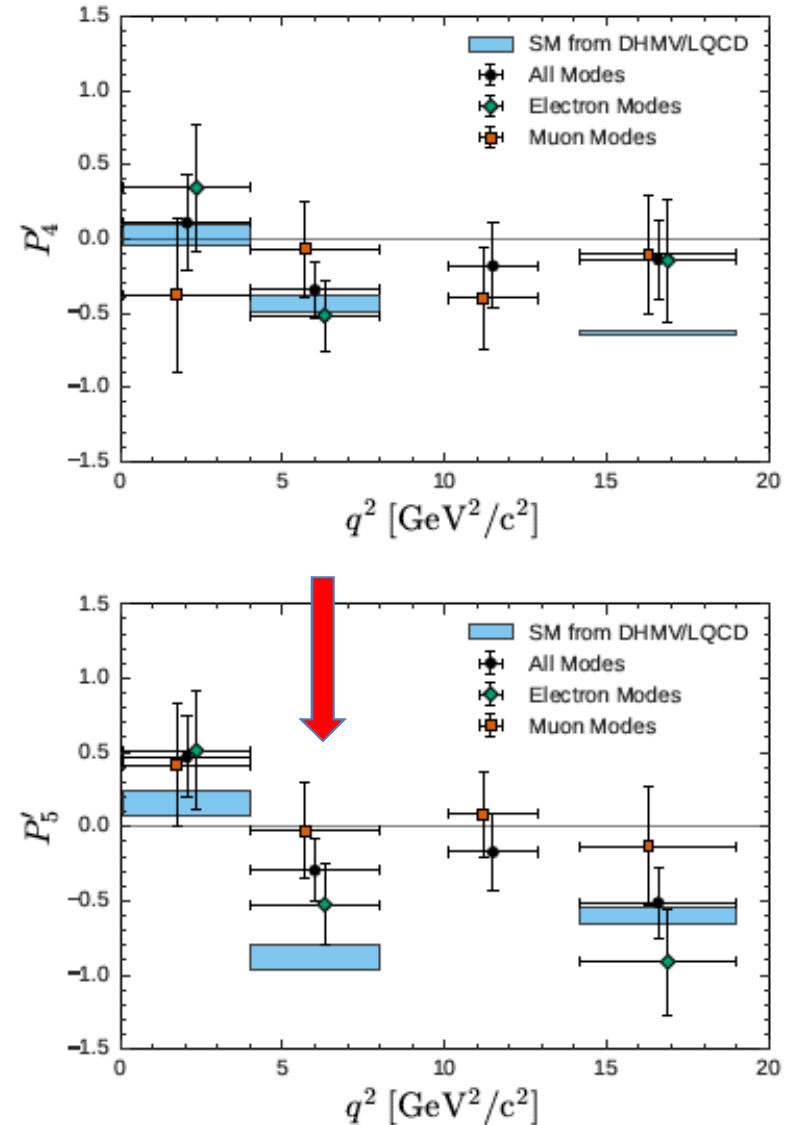 1.5
1.0
0.5
0.0
−0.5
−1.0
−1.5
P′4
SM from DHMV/LQCD
All Modes
Electron Modes
Muon Modes
0 5 10 15 20
q² [GeV²/c²]
1.5
1.0
0.5
0.0
−0.5
−1.0
−1.5
P′5
SM from DHMV/LQCD
All Modes
Electron Modes
Muon Modes
0 5 10 15 20
q² [GeV²/c²]